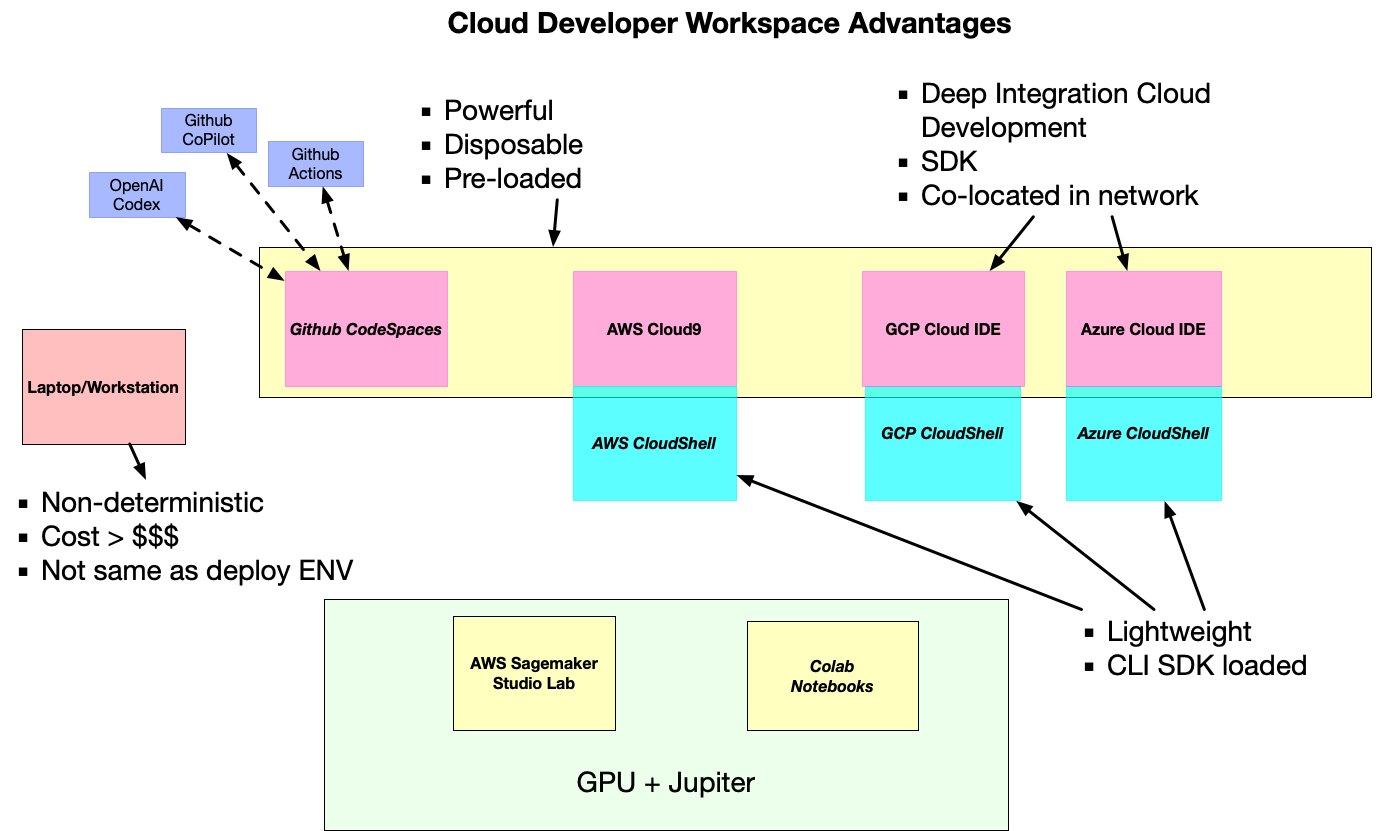 Cloud Developer Workspace Advantages
Github
CoPilot
Github
Actions
OpenAI
Codex
▪ Powerful
▪ Disposable
▪ Pre-loaded
▪ Deep Integration Cloud
Development
▪ SDK
▪ Co-located in network
Github CodeSpaces
AWS Cloud9
GCP Cloud IDE
Azure Cloud IDE
Laptop/Workstation
AWS CloudShell
GCP CloudShell
Azure CloudShell
▪ Non-deterministic
▪ Cost > $$$
▪ Not same as deploy ENV
▪ Lightweight
▪ CLI SDK loaded
AWS Sagemaker
Studio Lab
Colab
Notebooks
GPU + Jupiter